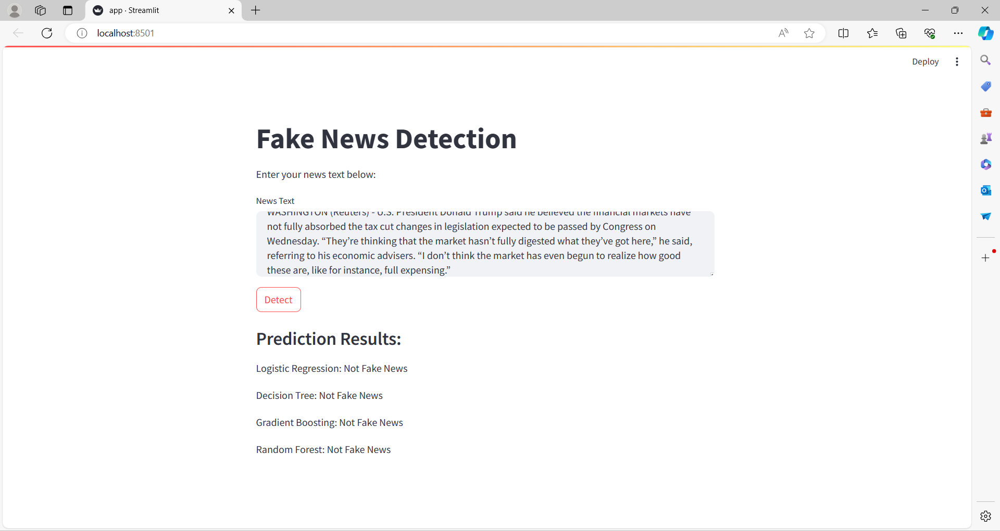 app · Streamlit
localhost:8501
Deploy
Fake News Detection
Enter your news text below:
News Text
WASHINGTON (Reuters) - U.S. President Donald Trump said he believed the financial markets have
not fully absorbed the tax cut changes in legislation expected to be passed by Congress on
Wednesday. “They’re thinking that the market hasn’t fully digested what they’ve got here,” he said,
referring to his economic advisers. “I don’t think the market has even begun to realize how good
these are, like for instance, full expensing.”
Detect
Prediction Results:
Logistic Regression: Not Fake News
Decision Tree: Not Fake News
Gradient Boosting: Not Fake News
Random Forest: Not Fake News